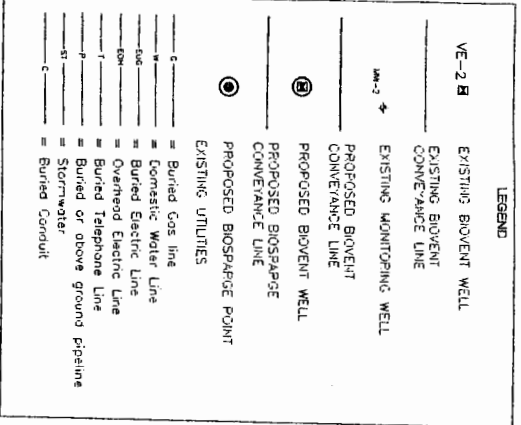 LEGEND
VE-2 EXISTING BIOVENT WELL
EXISTING BIOVENT
CONVEYANCE LINE
MW-2 EXISTING MONITORING WELL
PROPOSED BIOVENT
CONVEYANCE LINE
PROPOSED BIOVENT WELL
PROPOSED BIOSPARGE
CONVEYANCE LINE
PROPOSED BIOSPARGE POINT
EXISTING UTILITIES
G = Buried Gas line
W = Domestic Water Line
EUG = Buried Electric Line
EOH = Overhead Electric Line
T = Buried Telephone Line
P = Buried or above ground pipeline
ST = Stormwater
C = Buried Conduit